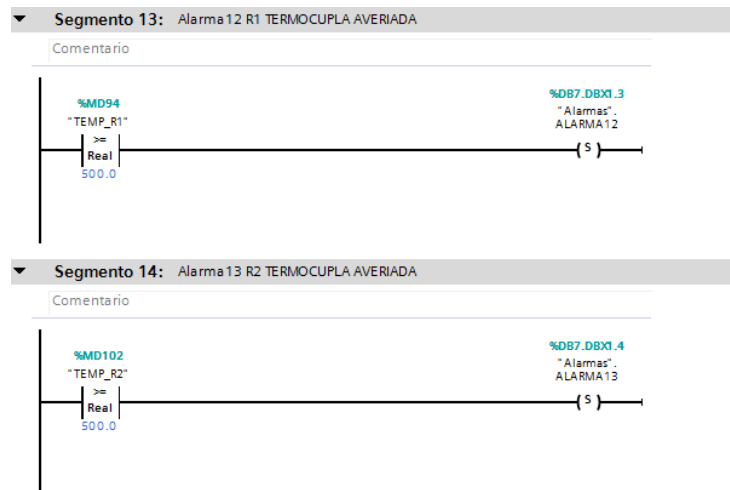 Segmento 13: Alarma12 R1 TERMOCUPLA AVERIADA
Comentario
%MD94
"TEMP_R1"
>=
Real
500.0
%DB7.DBX1.3
"Alarmas".
ALARMA12
S
Segmento 14: Alarma13 R2 TERMOCUPLA AVERIADA
Comentario
%MD102
"TEMP_R2"
>=
Real
500.0
%DB7.DBX1.4
"Alarmas".
ALARMA13
S